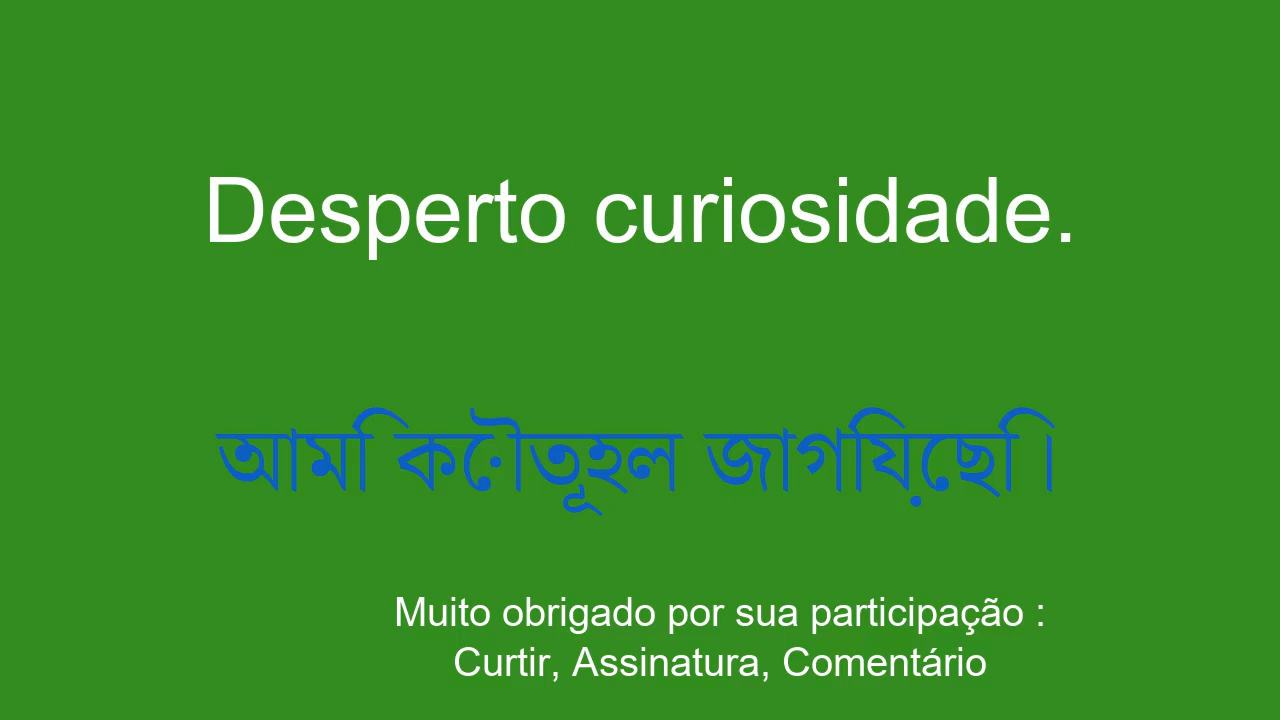 Desperto curiosidade.
আমি কৌতূহল জাগিয়েছি।
Muito obrigado por sua participação :
Curtir, Assinatura, Comentário